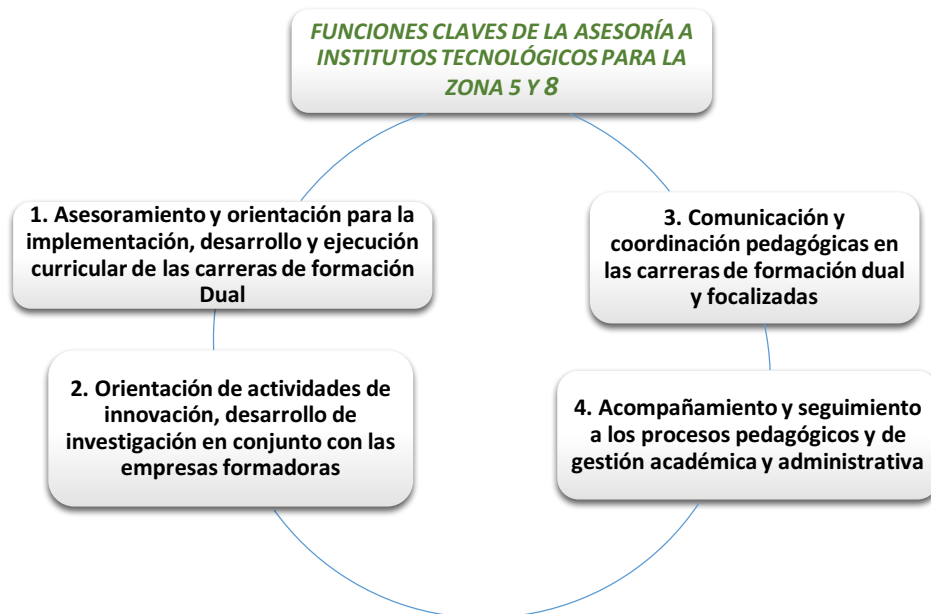 FUNCIONES CLAVES DE LA ASESORÍA A
INSTITUTOS TECNOLÓGICOS PARA LA
ZONA 5 Y 8
1. Asesoramiento y orientación para la
implementación, desarrollo y ejecución
curricular de las carreras de formación
Dual
2. Orientación de actividades de
innovación, desarrollo de
investigación en conjunto con las
empresas formadoras
3. Comunicación y
coordinación pedagógicas en
las carreras de formación dual
y focalizadas
4. Acompañamiento y seguimiento
a los procesos pedagógicos y de
gestión académica y administrativa